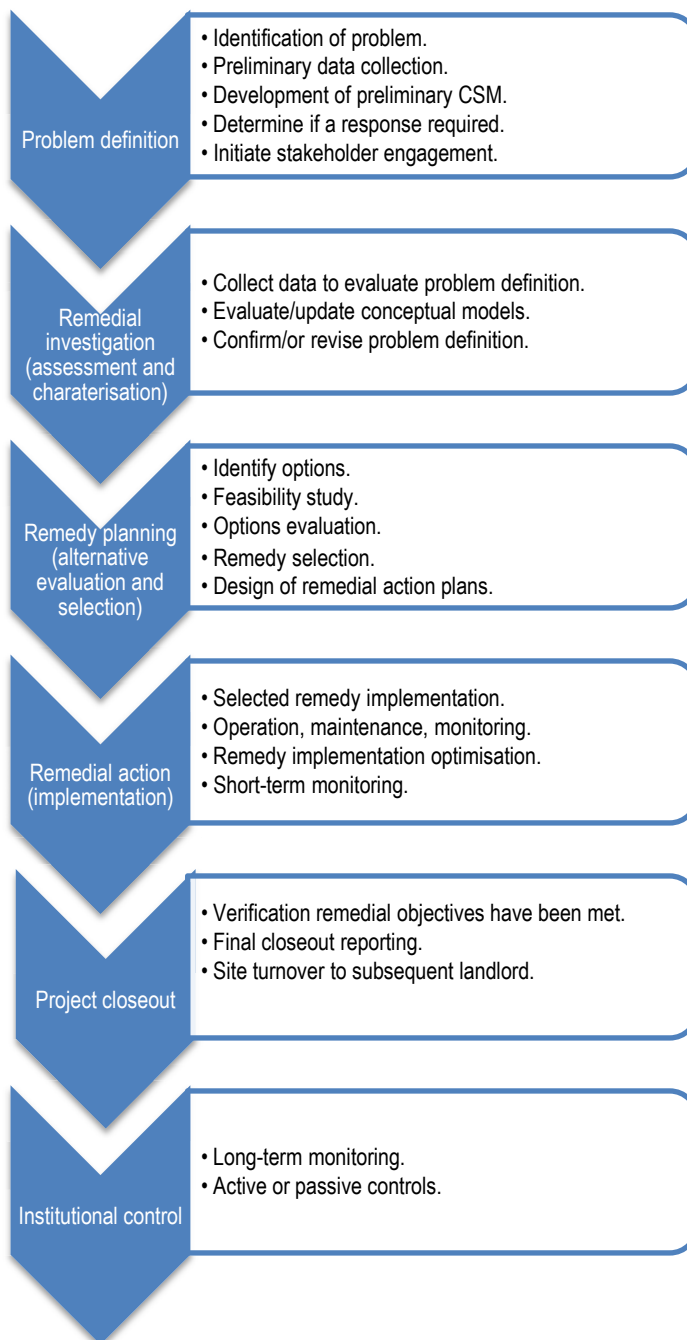 Problem definition
• Identification of problem.
• Preliminary data collection.
• Development of preliminary CSM.
• Determine if a response required.
• Initiate stakeholder engagement.
Remedial
investigation
(assessment and
charaterisation)
• Collect data to evaluate problem definition.
• Evaluate/update conceptual models.
• Confirm/or revise problem definition.
Remedy planning
(alternative
evaluation and
selection)
• Identify options.
• Feasibility study.
• Options evaluation.
• Remedy selection.
• Design of remedial action plans.
Remedial action
(implementation)
• Selected remedy implementation.
• Operation, maintenance, monitoring.
• Remedy implementation optimisation.
• Short-term monitoring.
Project closeout
• Verification remedial objectives have been met.
• Final closeout reporting.
• Site turnover to subsequent landlord.
Institutional control
• Long-term monitoring.
• Active or passive controls.